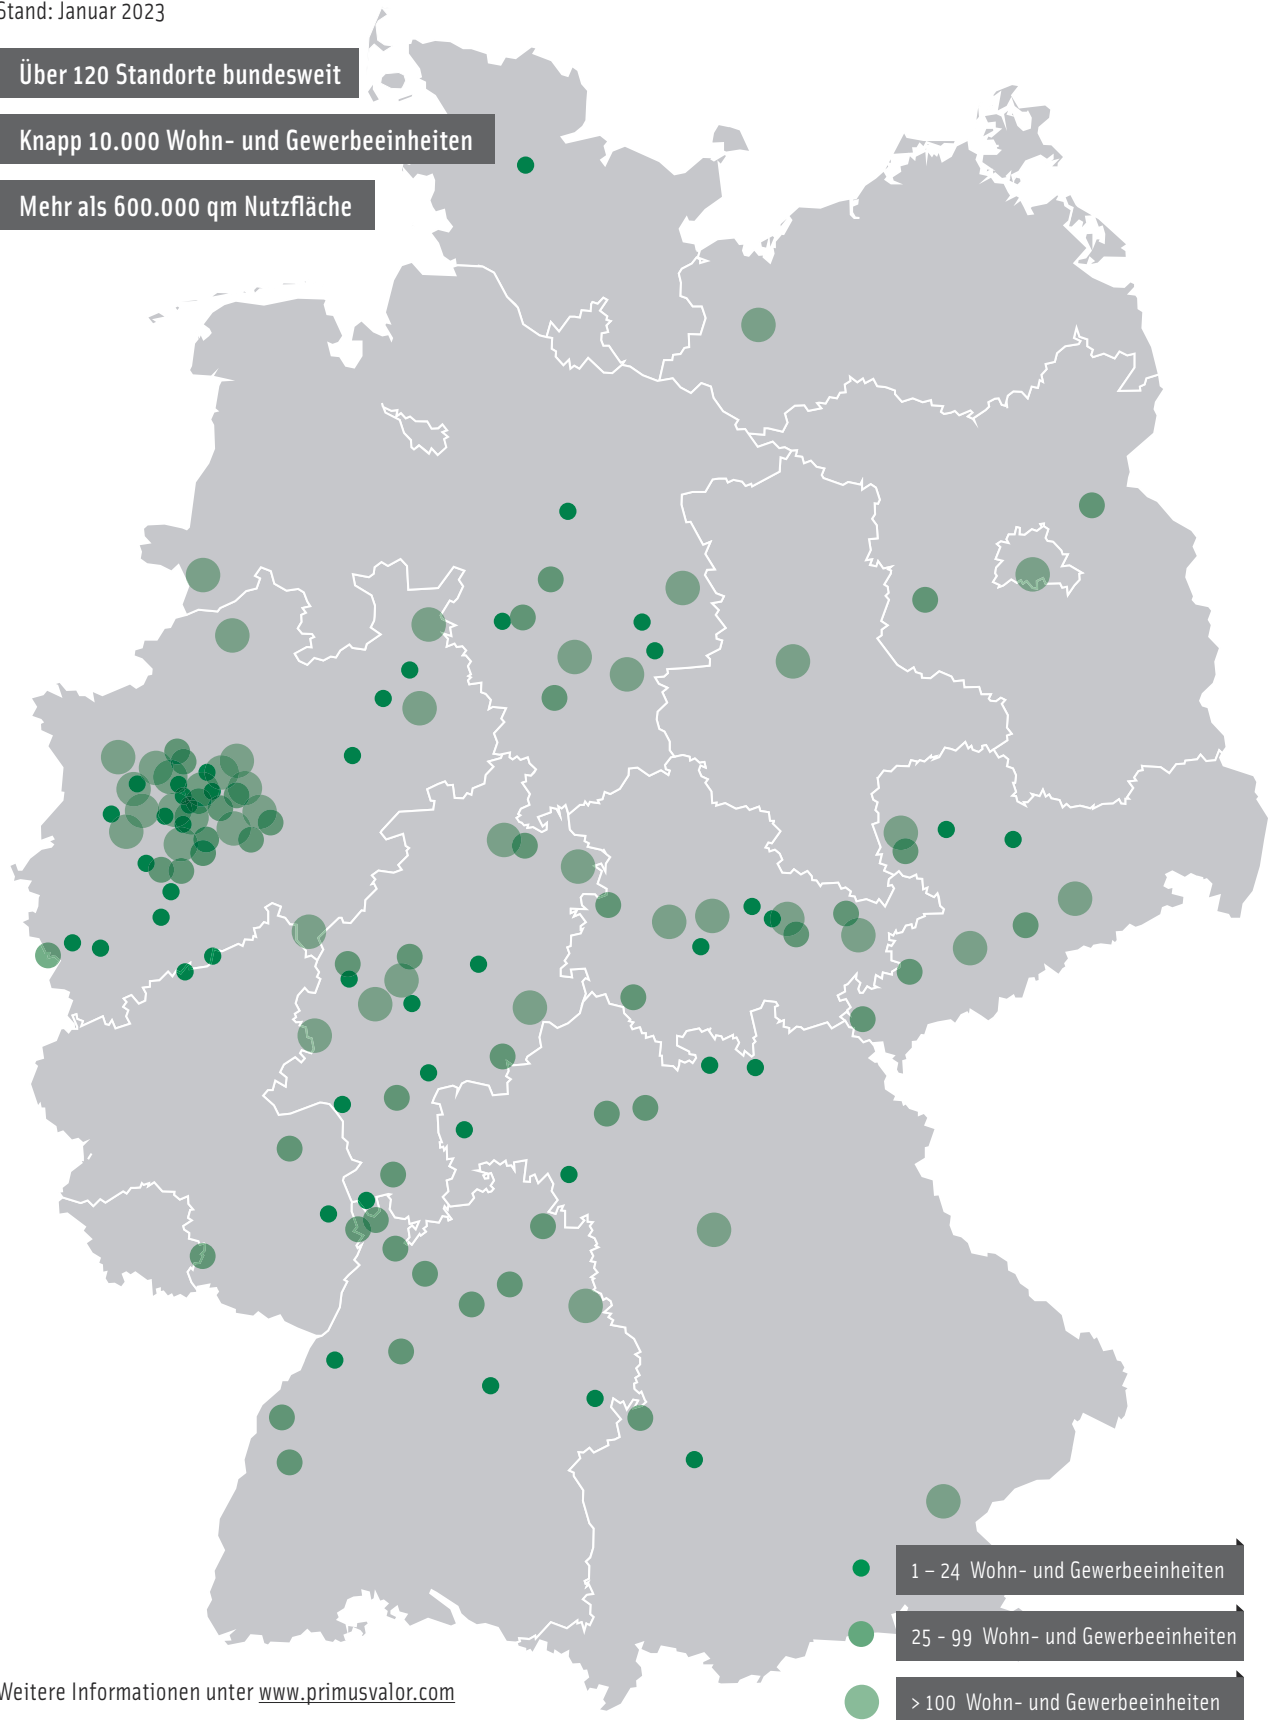 Stand: Januar 2023
Über 120 Standorte bundesweit
Knapp 10.000 Wohn- und Gewerbeeinheiten
Mehr als 600.000 qm Nutzfläche
1 – 24 Wohn- und Gewerbeeinheiten
25 - 99 Wohn- und Gewerbeeinheiten
> 100 Wohn- und Gewerbeeinheiten
Weitere Informationen unter www.primusvalor.com